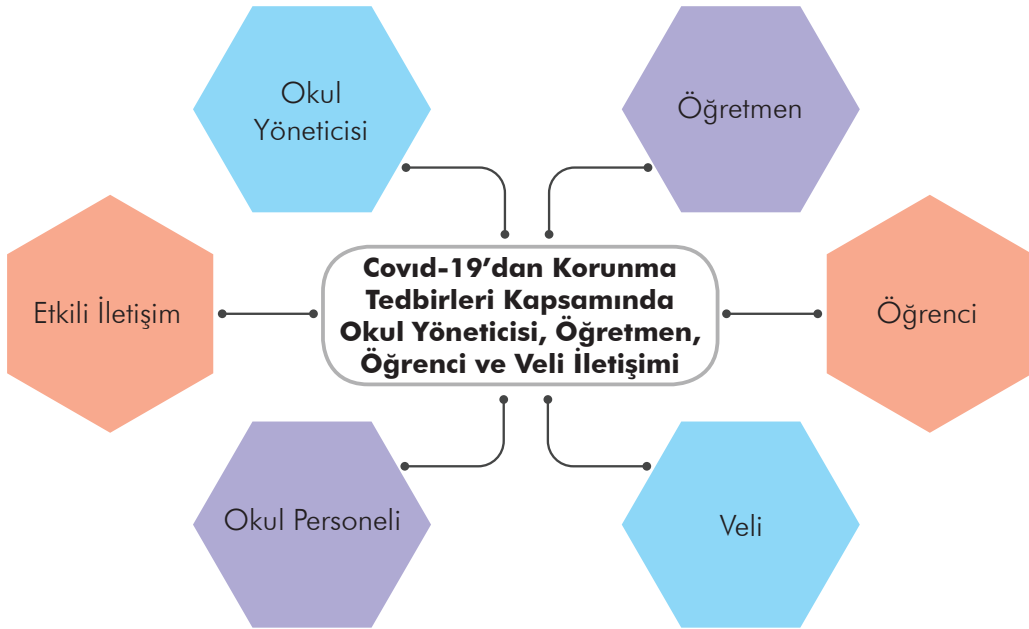 Okul
Yöneticisi
Öğretmen
Etkili İletişim
Covıd-19’dan Korunma
Tedbirleri Kapsamında
Okul Yöneticisi, Öğretmen,
Öğrenci ve Veli İletişimi
Öğrenci
Okul Personeli
Veli